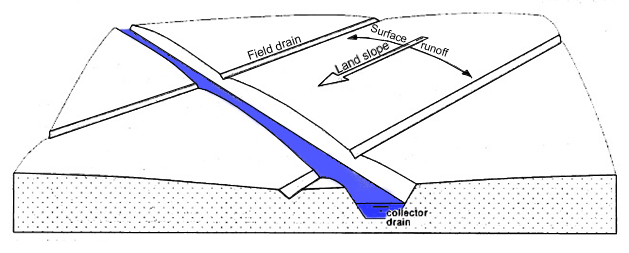 Field drain
Surface runoff
Land slope
collector
drain